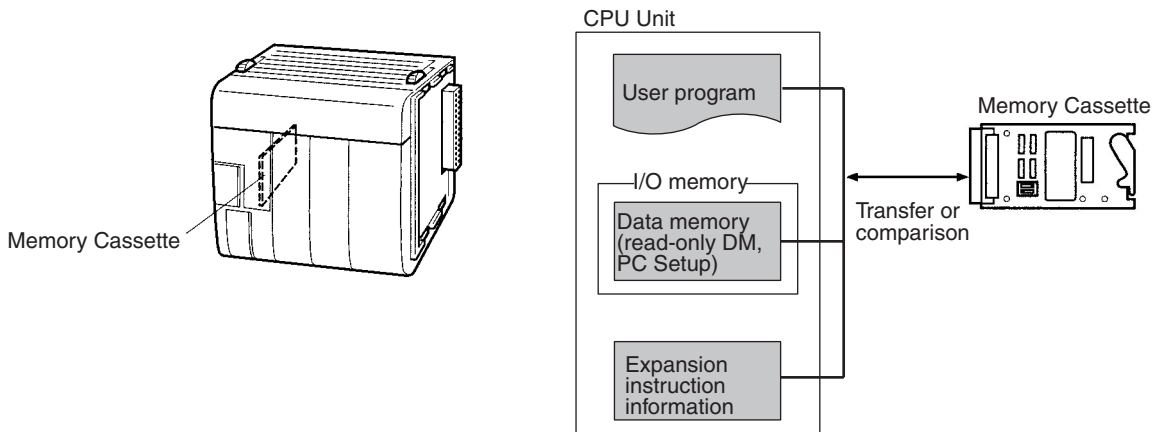 CPU Unit
User program
Memory Cassette
I/O memory
Data memory
(read-only DM,
PC Setup)
Transfer or
comparison
Memory Cassette
Expansion
instruction
information